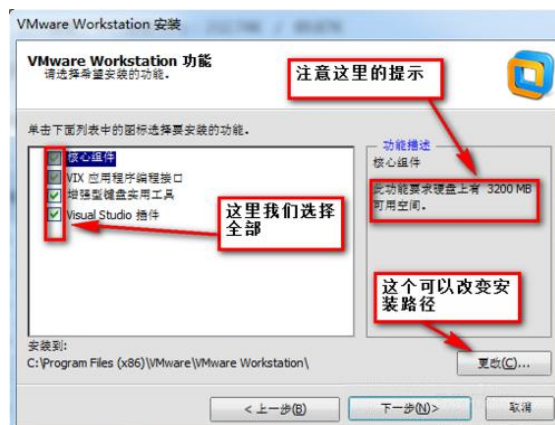 VMware Workstation 安装
VMware Workstation 功能
请选择希望安装的功能。
注意这里的提示
单击下面列表中的图标选择要安装的功能。
核心组件
VIX 应用程序编程接口
增强型键盘实用工具
Visual Studio 插件
这里我们选择
全部
功能描述
核心组件
此功能要求硬盘上有 3200 MB
可用空间。
这个可以改变安
装路径
安装到:
C:\Program Files (x86)\VMware\VMware Workstation\
更改(C)...
< 上一步(B)
下一步(N)>
取消